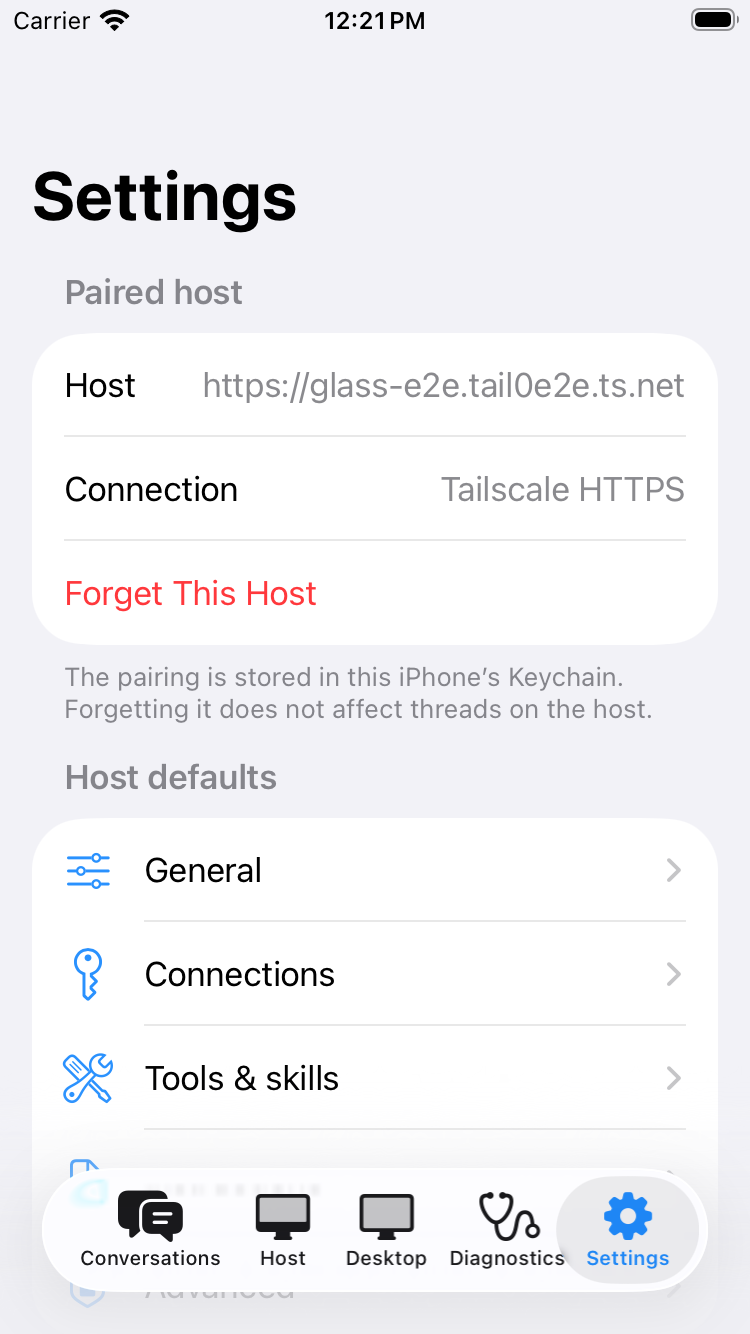 Carrier
12:21 PM
Settings
Paired host
Host
https://glass-e2e.tail0e2e.ts.net
Connection
Tailscale HTTPS
Forget This Host
The pairing is stored in this iPhone’s Keychain.
Forgetting it does not affect threads on the host.
Host defaults
General
Connections
Tools & skills
Conversations
Host
Desktop
Diagnostics
Settings
Advanced